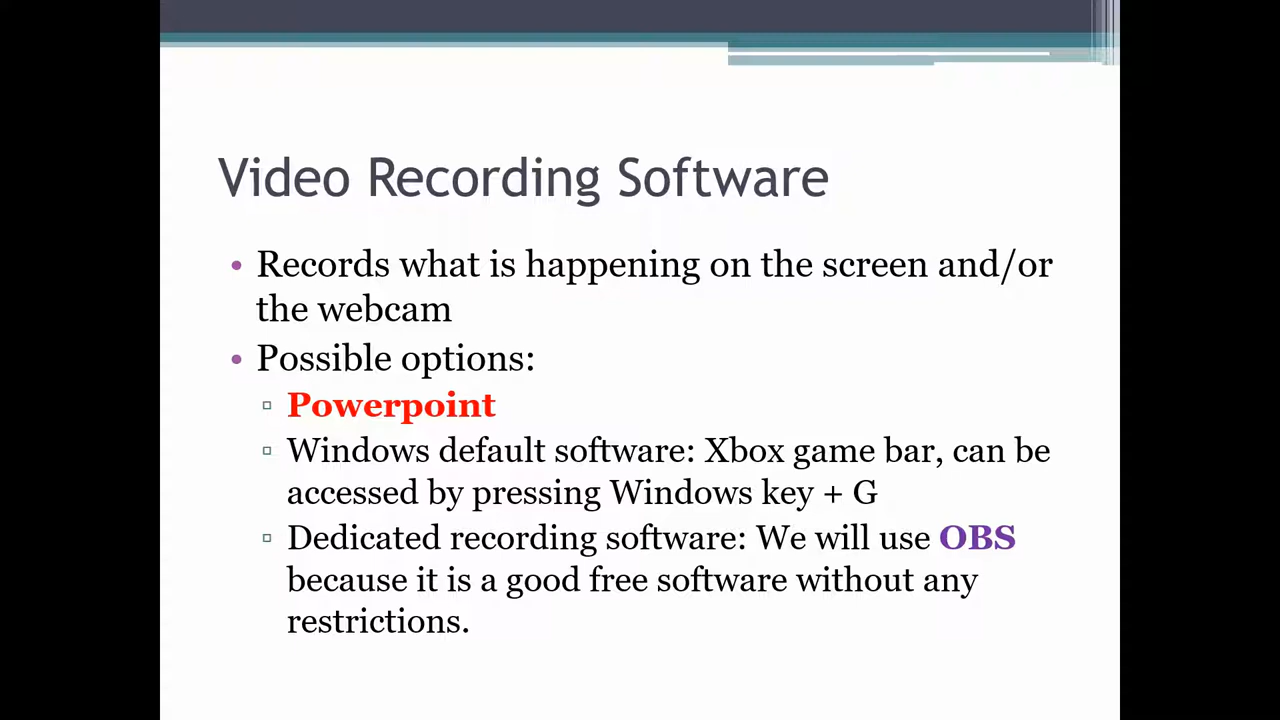 Video Recording Software
• Records what is happening on the screen and/or
the webcam
• Possible options:
▫ Powerpoint
▫ Windows default software: Xbox game bar, can be
accessed by pressing Windows key + G
▫ Dedicated recording software: We will use OBS
because it is a good free software without any
restrictions.